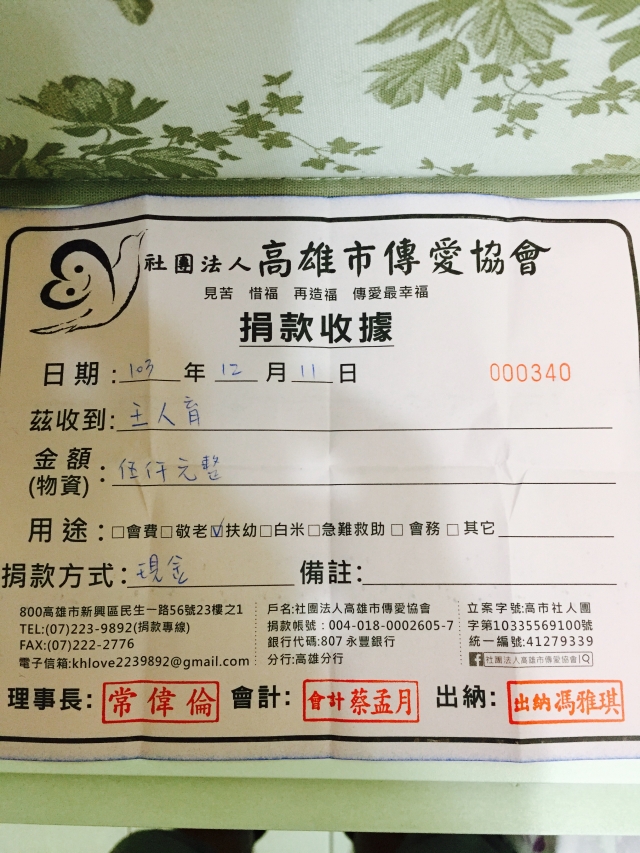 社團法人高雄市傳愛協會
見苦 惜福 再造福 傳愛最幸福
捐款收據
日期:103年12月11日 000340
茲收到:王人育
金額(物資):伍仟元整
用途:□會費□敬老☑扶幼□白米□急難救助□會務□其它
捐款方式:現金 備註:
800高雄市新興區民生一路56號23樓之1
TEL:(07)223-9892(捐款專線)
FAX:(07)222-2776
電子信箱:khlove2239892@gmail.com
戶名:社團法人高雄市傳愛協會
捐款帳號:004-018-0002605-7
銀行代碼:807 永豐銀行
分行:高雄分行
立案字號:高市社人團
字第10335569100號
統一編號:41279339
社團法人高雄市傳愛協會
理事長:常偉倫 會計:會計蔡孟月 出納:出納馮雅琪